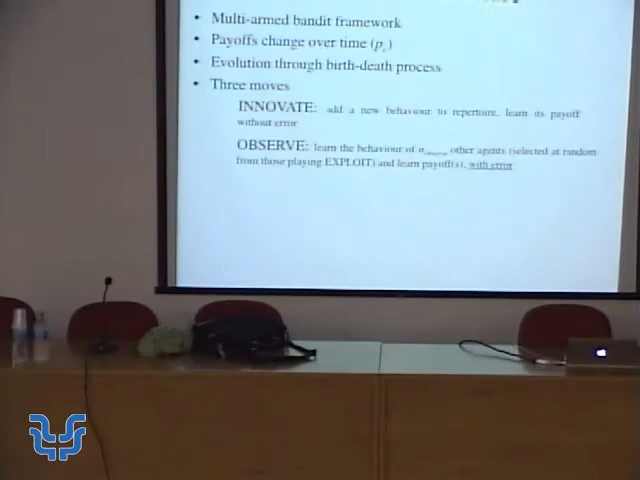 • Multi-armed bandit framework
• Payoffs change over time (
• Evolution through birth-death process
• Three moves
INNOVATE: add a new behaviour to repertoire, learn its payoff
without error
OBSERVE: learn the behaviour of other agents (selected at random
from those playing EXPLOIT) and learn payoff(s), with error